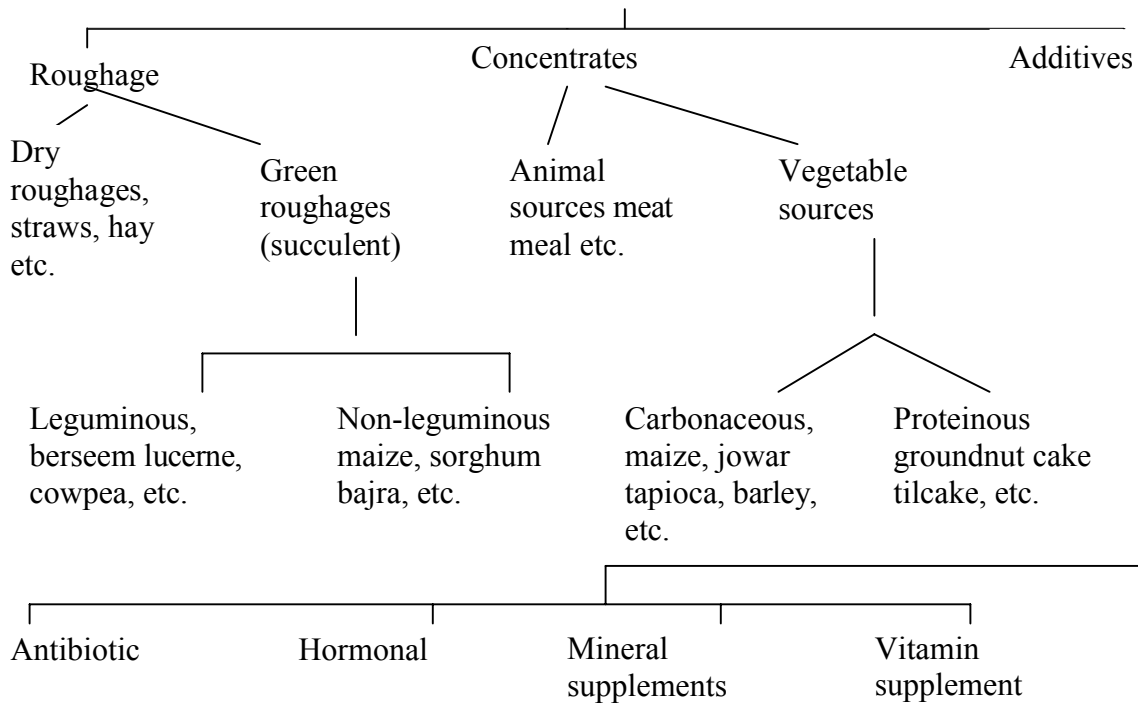 Roughage
Concentrates
Additives
Dry
roughages,
straws, hay
etc.
Green
roughages
(succulent)
Animal
sources meat
meal etc.
Vegetable
sources
Leguminous,
berseem lucerne,
cowpea, etc.
Non-leguminous
maize, sorghum
bajra, etc.
Carbonaceous,
maize, jowar
tapioca, barley,
etc.
Proteinous
groundnut cake
tilcake, etc.
Antibiotic
Hormonal
Mineral
supplements
Vitamin
supplement